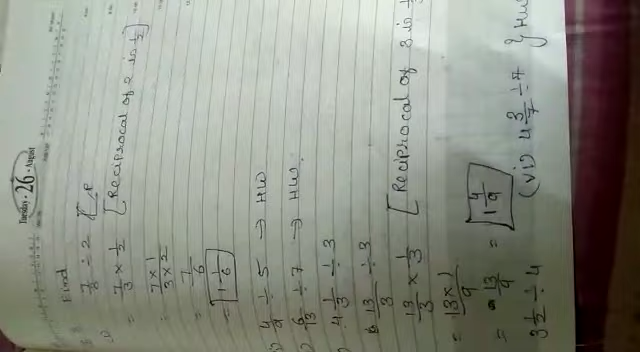 Tuesday · 26 · August
Find
7/3 ÷ 2
= 7/3 × 1/2 [Reciprocal of 2 is 1/2]
= 7×1/3×2
= 7/6
= 1 1/6
4/9 ÷ 5 → HW
6/13 ÷ 7 → HW
4 1/3 ÷ 3
13/3 ÷ 3
13/3 × 1/3 [Reciprocal of 3 is 1/
= 13×1/9
= 13/9 = 1 4/9
3 1/2 ÷ 4 (vi) 4 3/7 ÷ 7 } HW